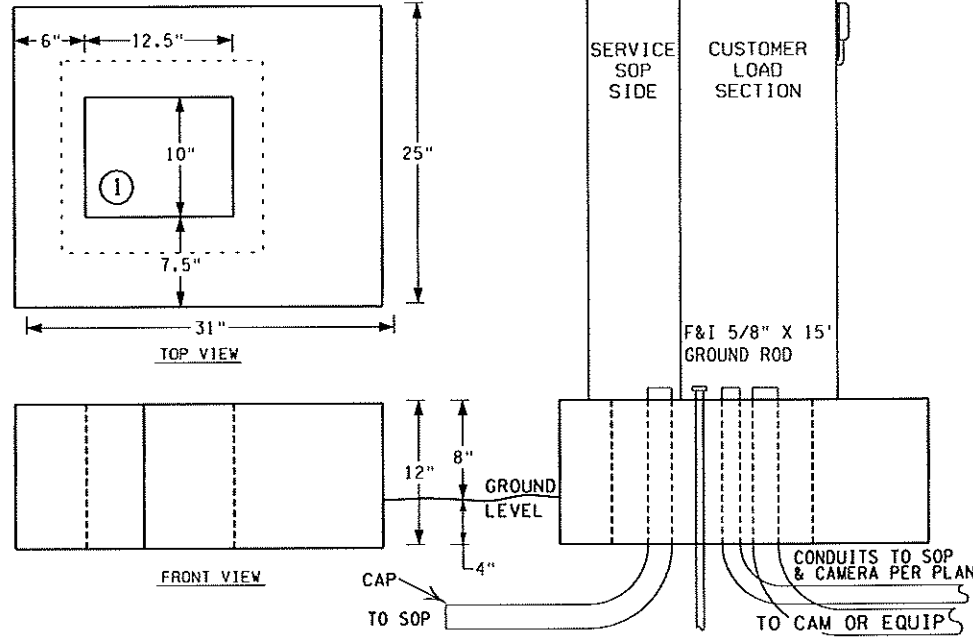 6"
12.5"
10"
1
7.5"
25"
31"
TOP VIEW
SERVICE
SOP
SIDE
CUSTOMER
LOAD
SECTION
F&I 5/8" X 15'
GROUND ROD
12"
8"
GROUND
LEVEL
4"
FRONT VIEW
CAP
TO SOP
CONDUITS TO SOP
& CAMERA PER PLAN
TO CAM OR EQUIP